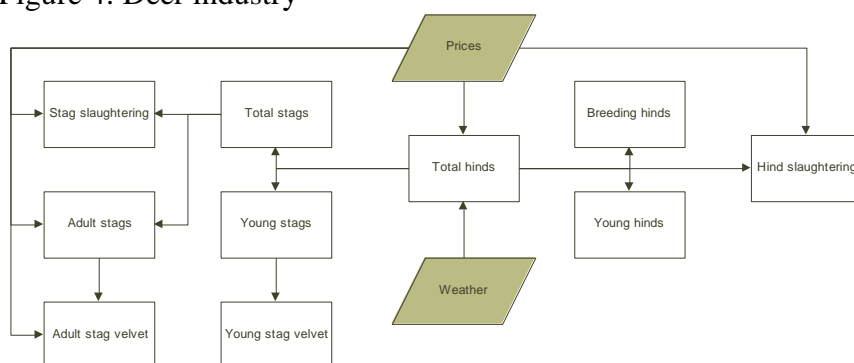 Figure 4: Deer industry
Prices
Stag slaughtering
Total stags
Breeding hinds
Total hinds
Hind slaughtering
Adult stags
Young stags
Young hinds
Weather
Adult stag velvet
Young stag velvet